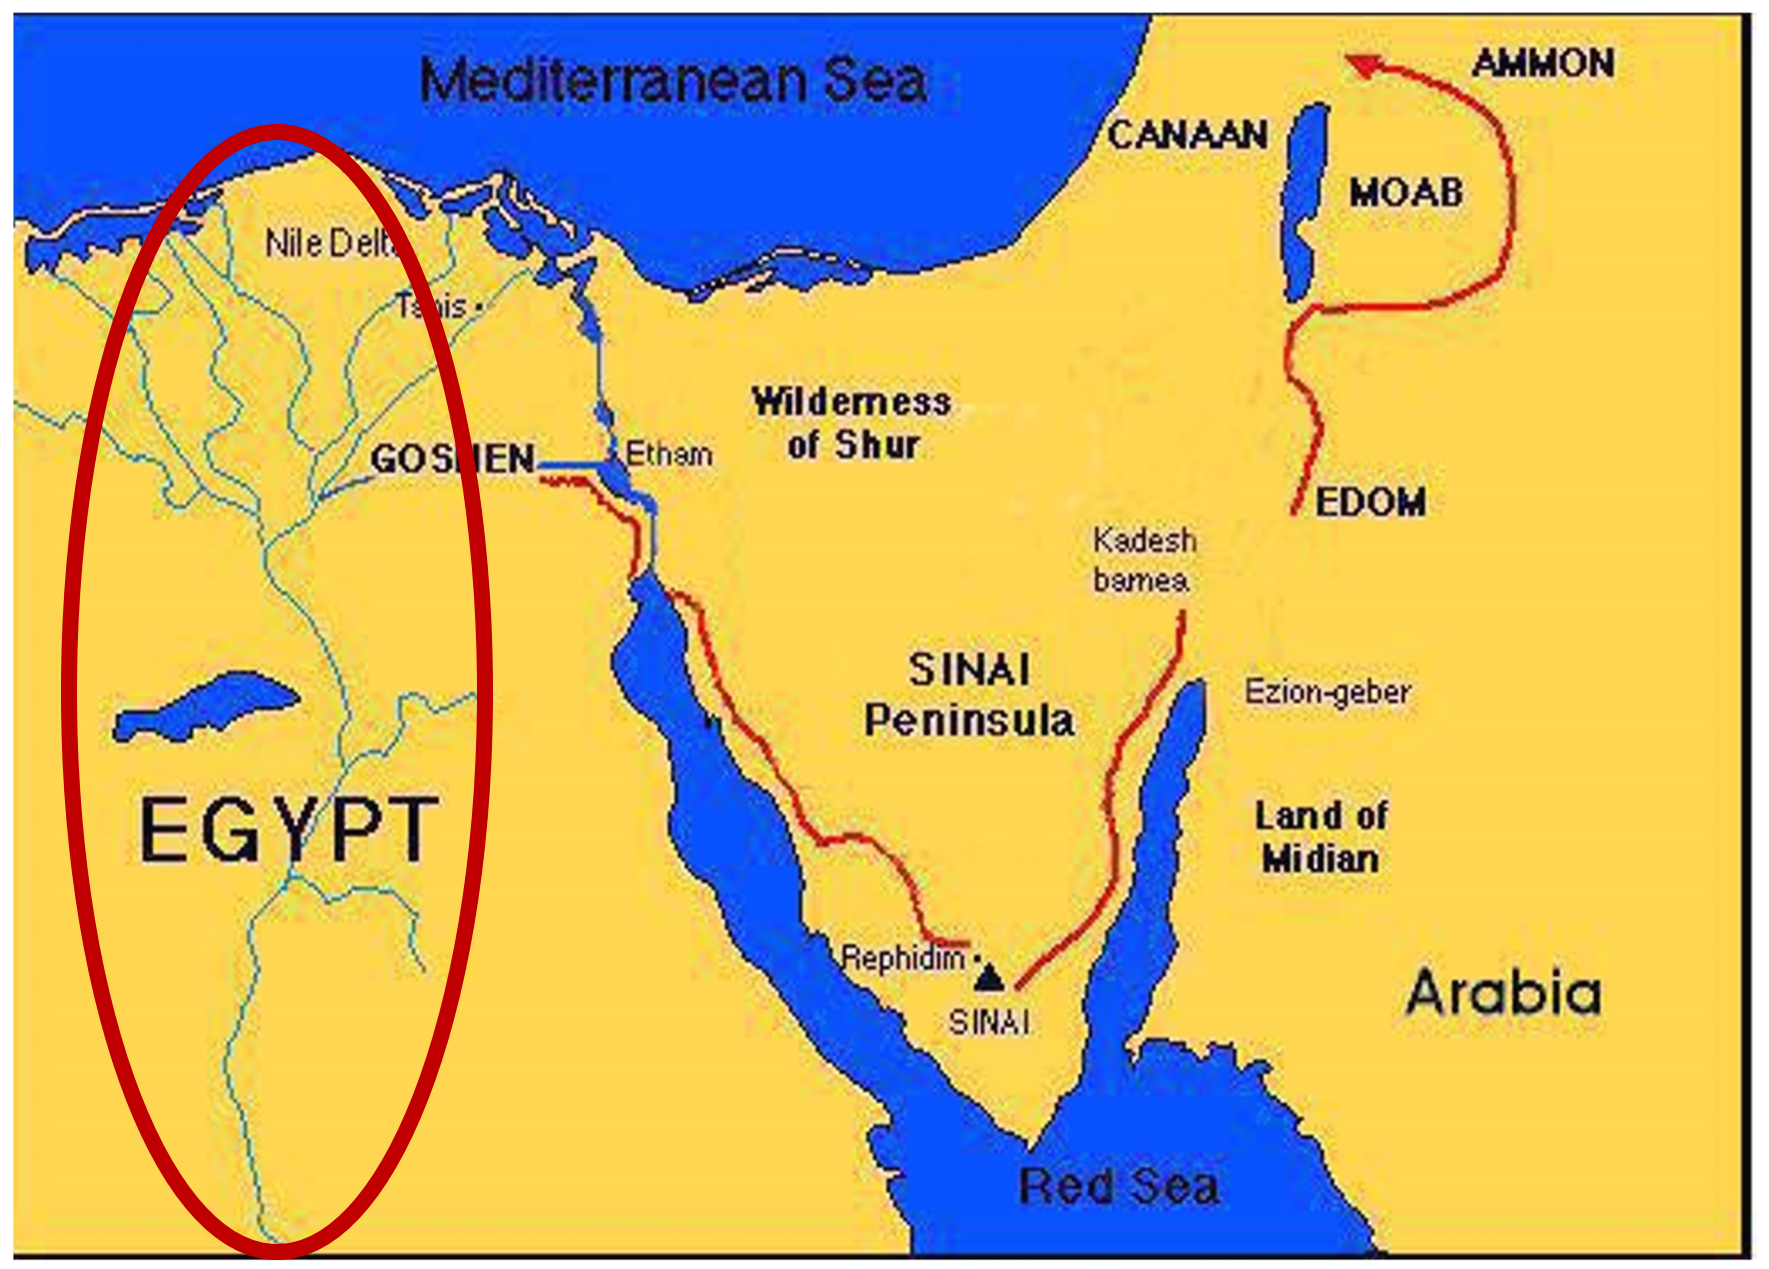 Mediterranean Sea
AMMON
CANAAN
MOAB
Nile Delta
Tanis
Wilderness
of Shur
GOSHEN
Etham
EDOM
Kadesh
barnea
SINAI
Peninsula
Ezion-geber
EGYPT
Land of
Midian
Rephidim
SINAI
Arabia
Red Sea